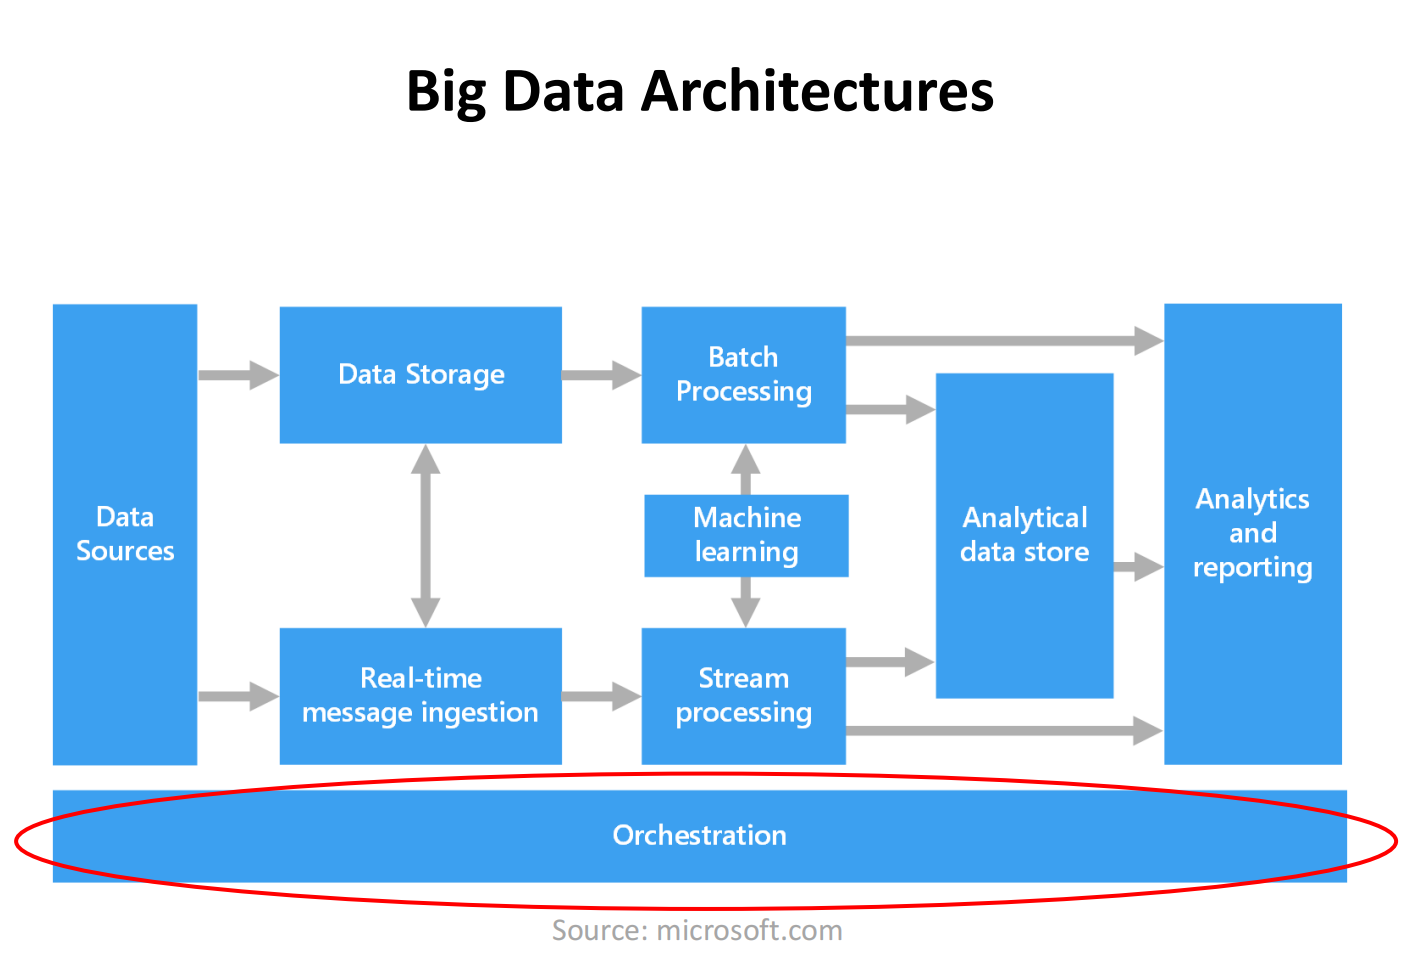 Big Data Architectures
Data
Sources
Data Storage
Real-time
message ingestion
Batch
Processing
Machine
learning
Stream
processing
Analytical
data store
Analytics
and
reporting
Orchestration
Source: microsoft.com